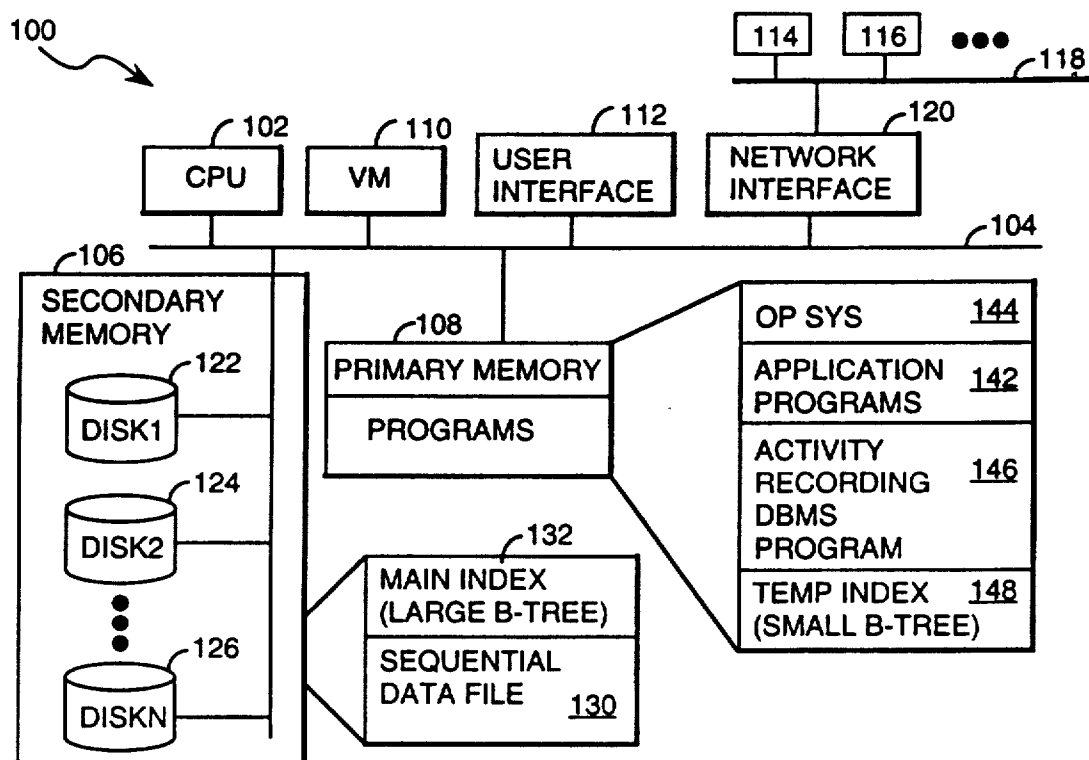 100
114
116
118
102
110
112
120
CPU
VM
USER
INTERFACE
NETWORK
INTERFACE
104
106
SECONDARY
MEMORY
122
DISK1
124
DISK2
126
DISKN
108
PRIMARY MEMORY
PROGRAMS
132
MAIN INDEX
(LARGE B-TREE)
SEQUENTIAL
DATA FILE 130
OP SYS 144
APPLICATION
PROGRAMS 142
ACTIVITY
RECORDING 146
DBMS
PROGRAM
TEMP INDEX 148
(SMALL B-TREE)